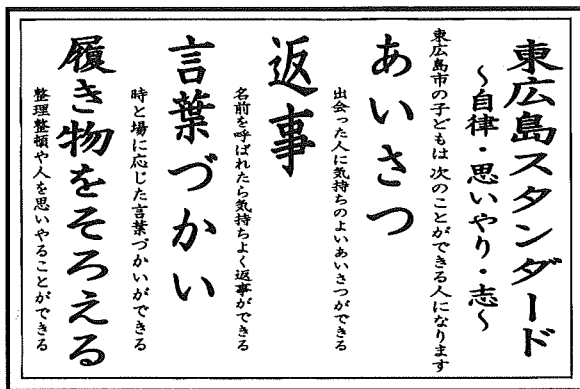 東広島スタンダード
～自律・思いやり・志～
東広島市の子どもは 次のことができる人になります
あいさつ
出会った人に気持ちのよいあいさつができる
返事
名前を呼ばれたら気持ちよく返事ができる
言葉づかい
時と場に応じた言葉づかいができる
履き物をそろえる
整理整頓や人を思いやることができる